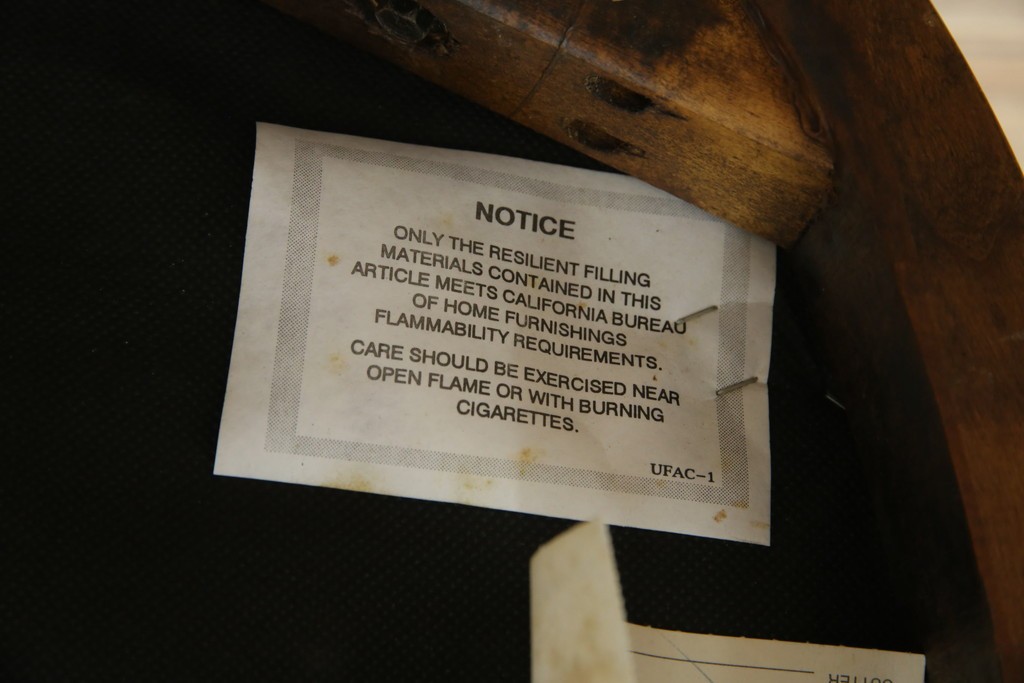 NOTICE
ONLY THE RESILIENT FILLING
MATERIALS CONTAINED IN THIS
ARTICLE MEETS CALIFORNIA BUREAU
OF HOME FURNISHINGS
FLAMMABILITY REQUIREMENTS.
CARE SHOULD BE EXERCISED NEAR
OPEN FLAME OR WITH BURNING
CIGARETTES.
UFAC-1